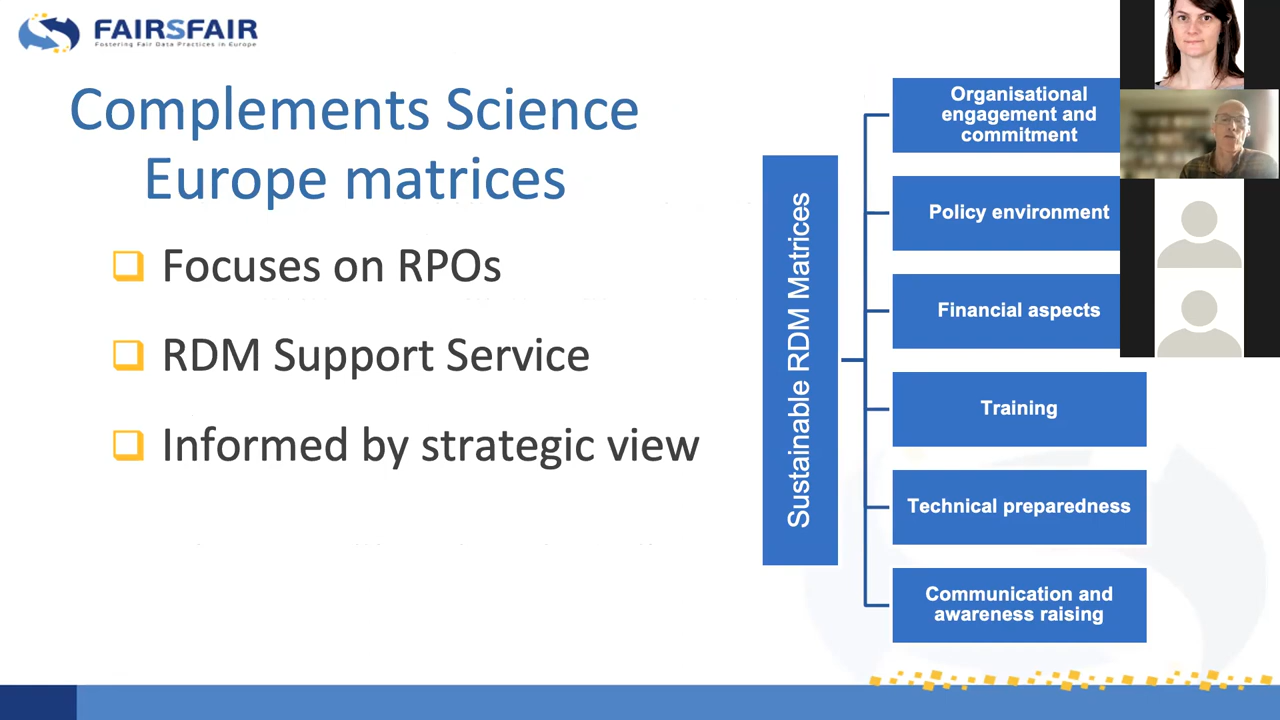 FAIRSFAIR
Fostering Fair Data Practices in Europe
Complements Science
Europe matrices
Focuses on RPOs
RDM Support Service
Informed by strategic view
Sustainable RDM Matrices
Organisational
engagement and
commitment
Policy environment
Financial aspects
Training
Technical preparedness
Communication and
awareness raising